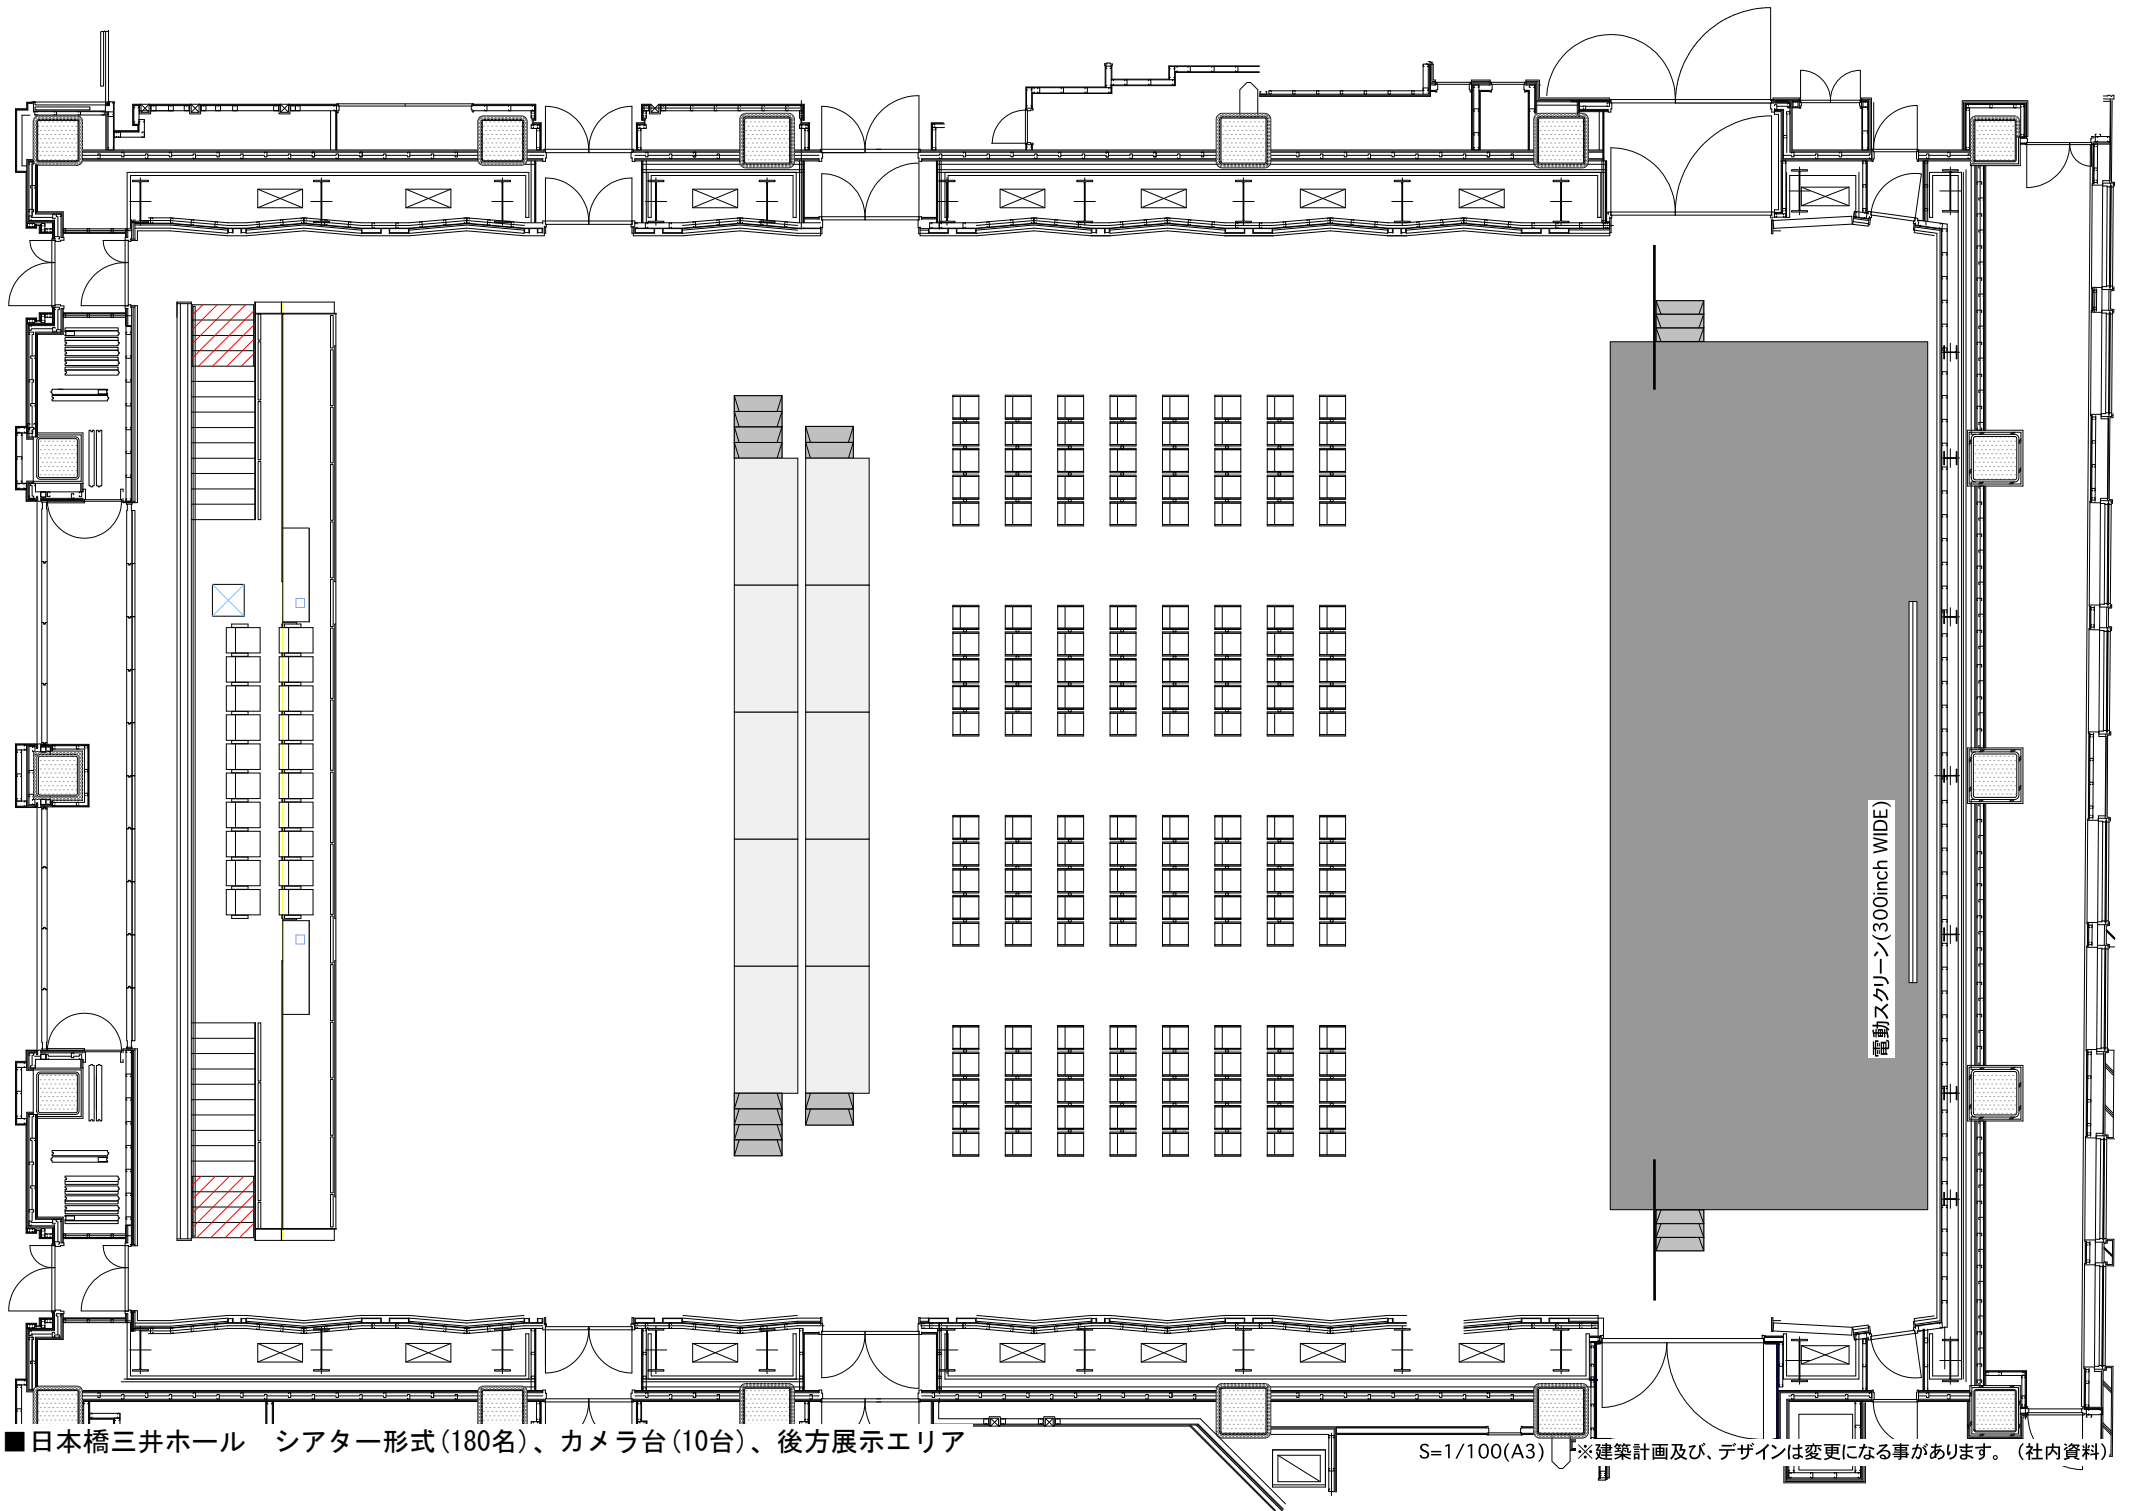 電動スクリーン(300inch WIDE)
■日本橋三井ホール　シアター形式(180名)、カメラ台(10台)、後方展示エリア
S=1/100(A3)　※建築計画及び、デザインは変更になる事があります。（社内資料）